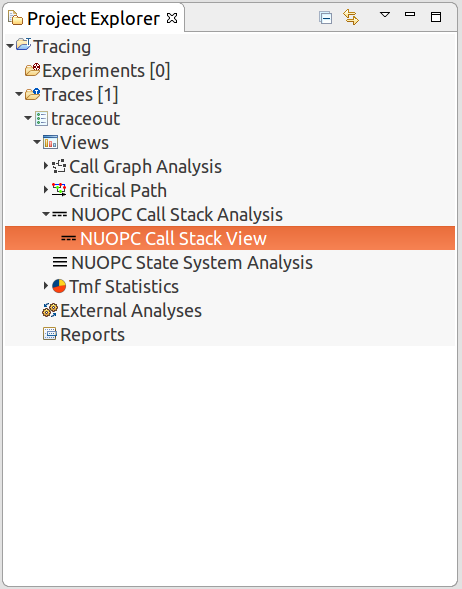 Project Explorer
Tracing
Experiments [0]
Traces [1]
traceout
Views
Call Graph Analysis
Critical Path
NUOPC Call Stack Analysis
NUOPC Call Stack View
NUOPC State System Analysis
Tmf Statistics
External Analyses
Reports